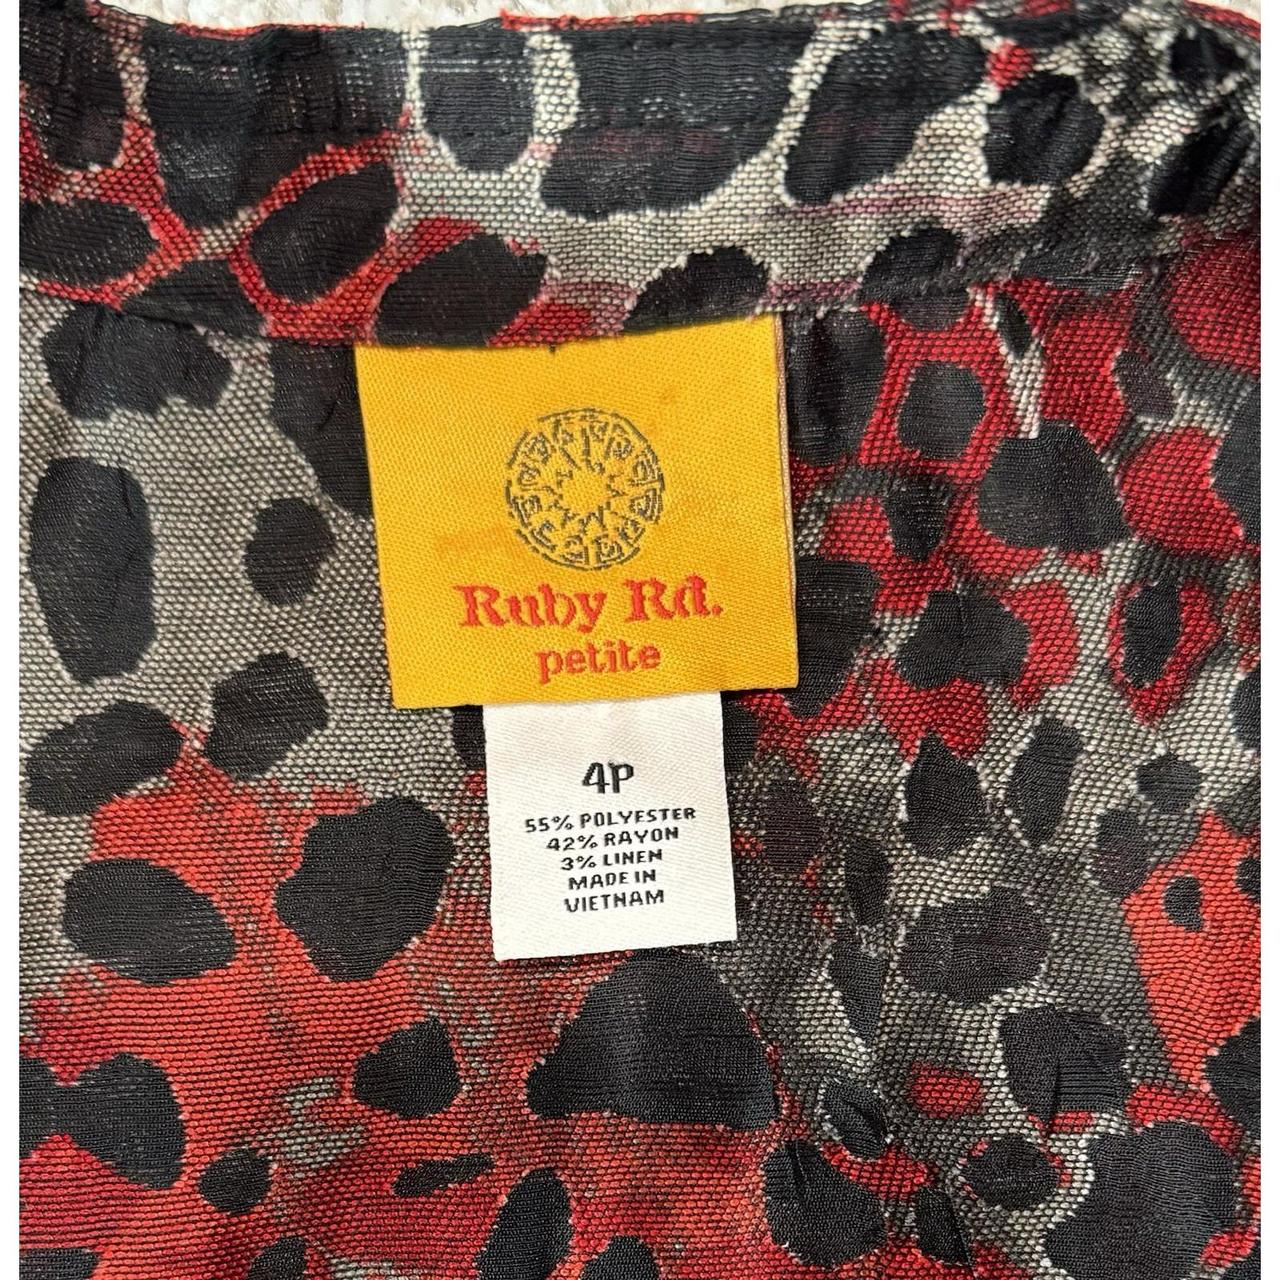 Ruby Rd.
petite
4P
55% POLYESTER
42% RAYON
3% LINEN
MADE IN
VIETNAM